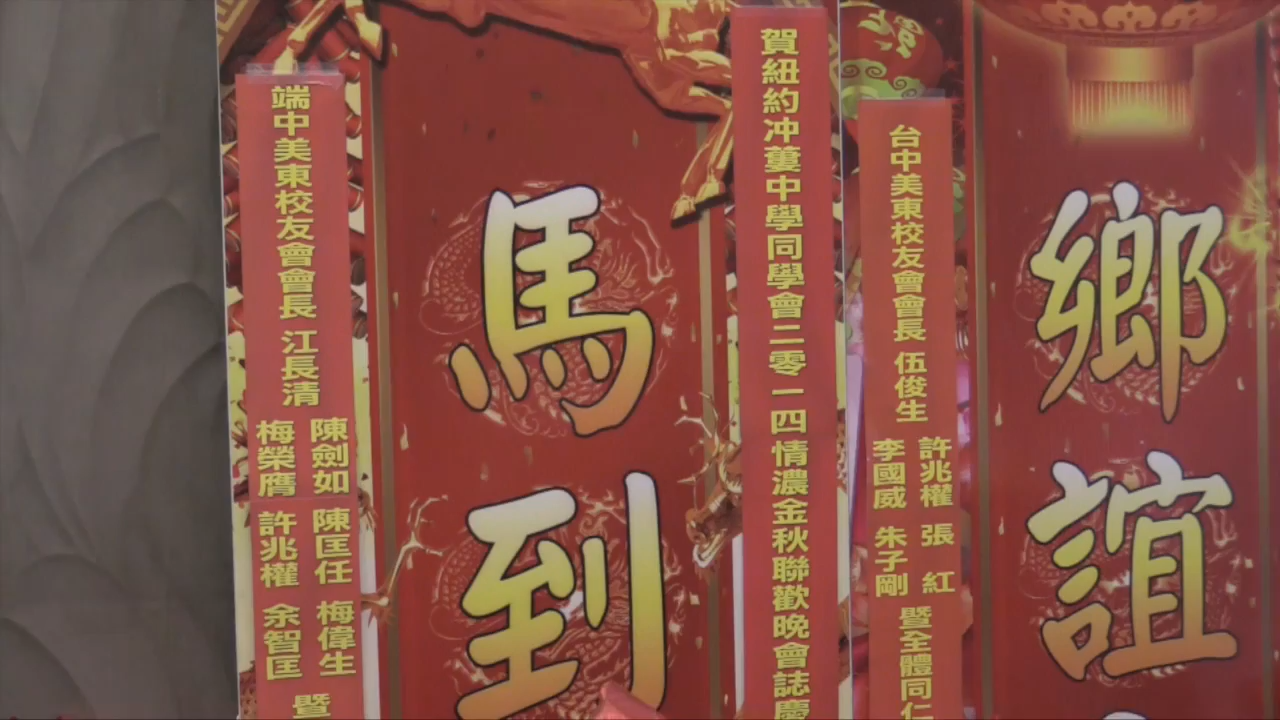 鄉誼
台中美東校友會會長 伍俊生
許兆權 張紅
李國威 朱子剛
暨全體同仁
賀紐約冲蔞中學同學會二零一四情濃金秋聯歡晚會誌慶
馬到
端中美東校友會會長 江長清
陳劍如 陳匡任 梅偉生
梅榮膺 許兆權 余智匡
暨